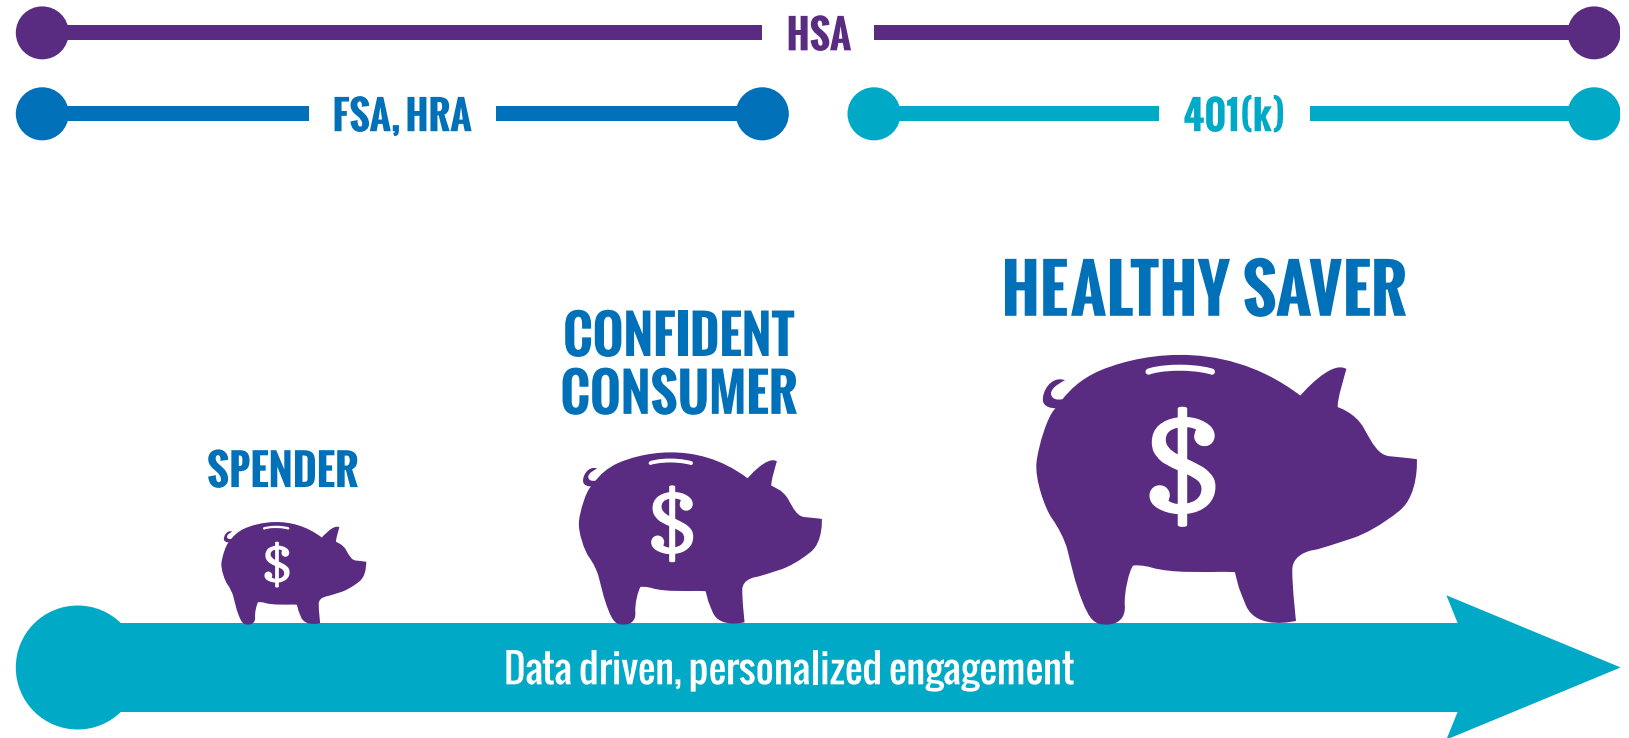 HSA
FSA, HRA
401(k)
SPENDER
$
CONFIDENT
CONSUMER
$
HEALTHY SAVER
$
Data driven, personalized engagement